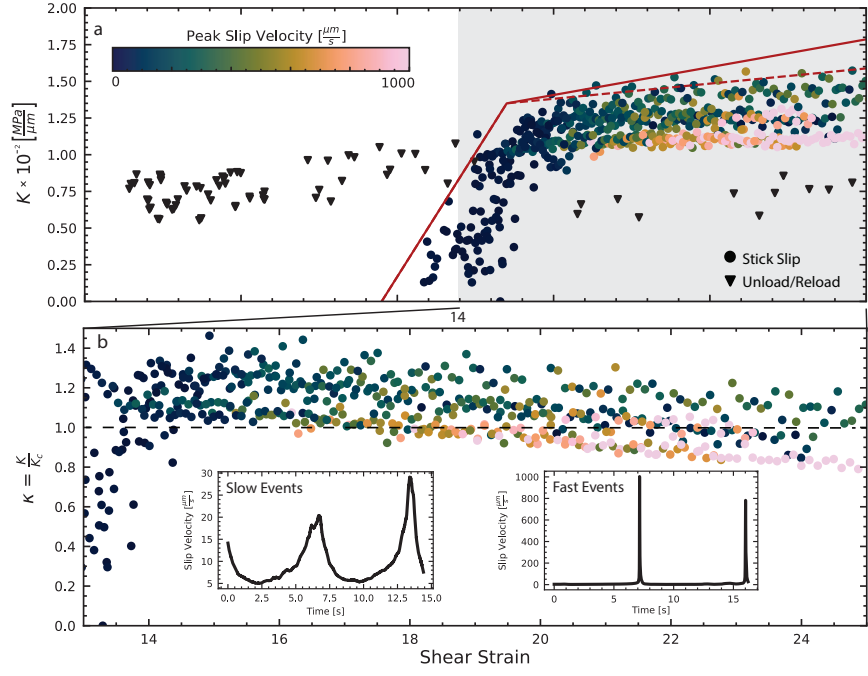 a
Peak Slip Velocity [μm/s]
0
1000
2.00
1.75
1.50
1.25
1.00
0.75
0.50
0.25
0.00
K × 10⁻² [MPa/μm]
Stick Slip
Unload/Reload
14
b
1.4
1.2
1.0
0.8
0.6
0.4
0.2
0.0
κ = K/Kc
Slow Events
30
25
20
15
10
5
Slip Velocity [μm/s]
0.0 2.5 5.0 7.5 10.0 12.5 15.0
Time [s]
Fast Events
1000
800
600
400
200
0
Slip Velocity [μm/s]
0 5 10 15
Time [s]
14 16 18 20 22 24
Shear Strain